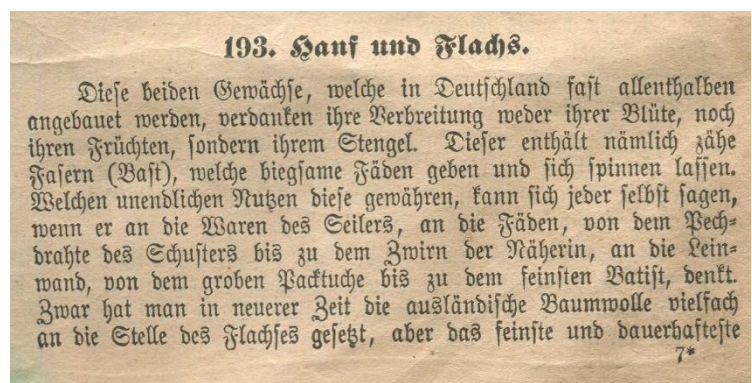 193. Hanf und Flachs.
Diese beiden Gewächse, welche in Deutschland fast allenthalben
angebauet werden, verdanken ihre Verbreitung weder ihrer Blüte, noch
ihren Früchten, sondern ihrem Stengel. Dieser enthält nämlich zähe
Fasern (Bast), welche biegsame Fäden geben und sich spinnen lassen.
Welchen unendlichen Nutzen diese gewähren, kann sich jeder selbst sagen,
wenn er an die Waren des Seilers, an die Fäden, von dem Pech-
drahte des Schusters bis zu dem Zwirn der Näherin, an die Lein-
wand, von dem groben Packtuche bis zu dem feinsten Batist, denkt.
Zwar hat man in neuerer Zeit die ausländische Baumwolle vielfach
an die Stelle des Flachses gesetzt, aber das feinste und dauerhafteste
7*